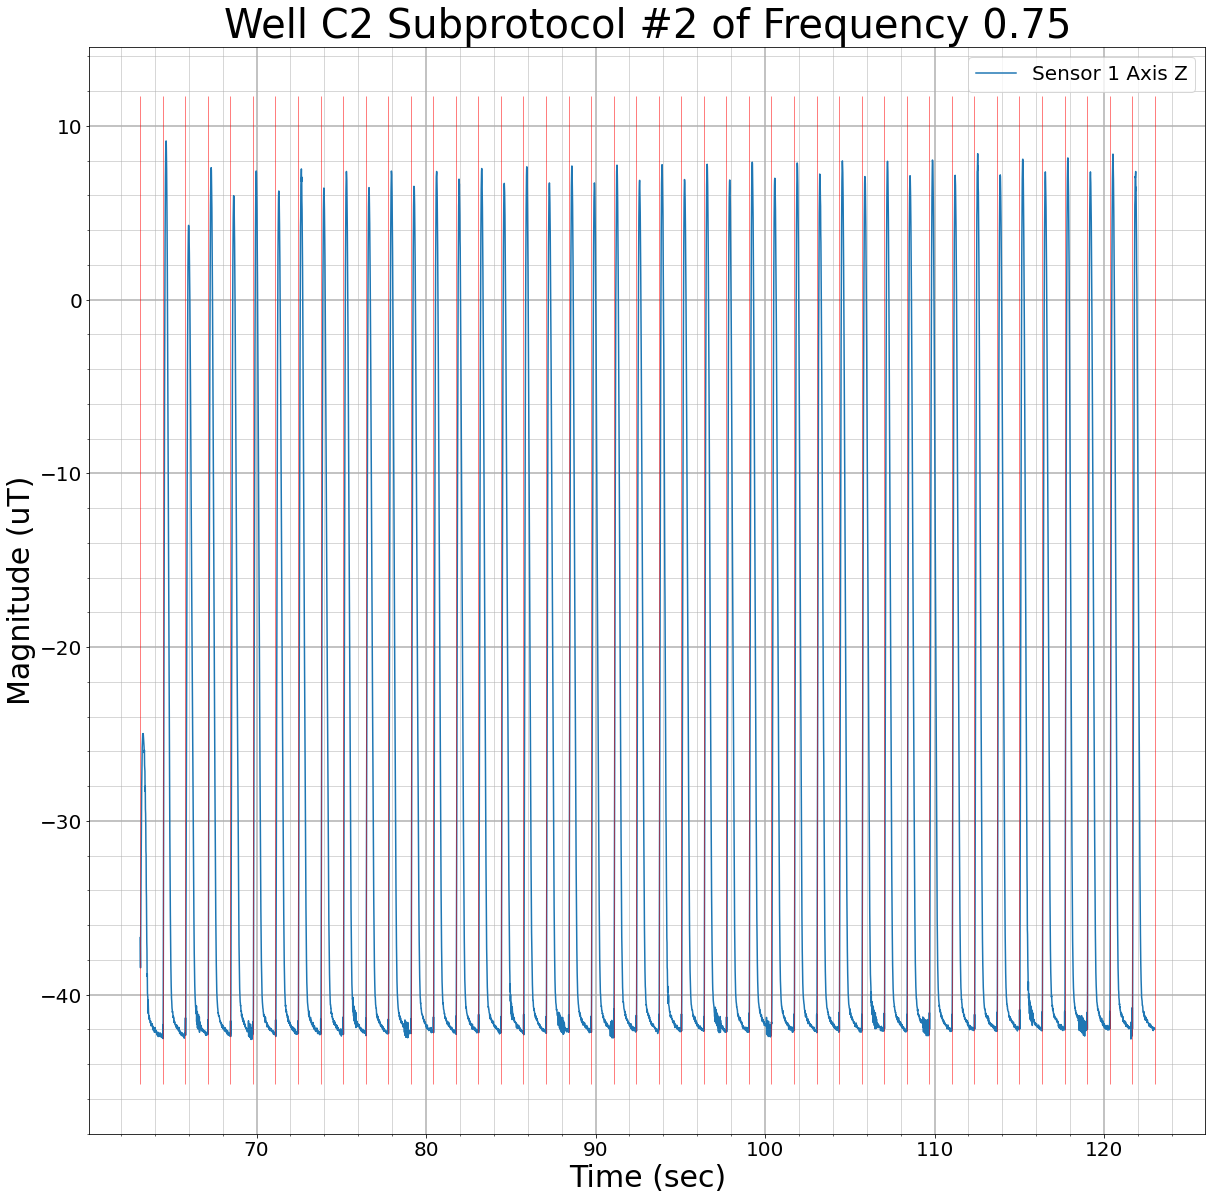 Well C2 Subprotocol #2 of Frequency 0.75
Sensor 1 Axis Z
10
0
−10
−20
−30
−40
Magnitude (uT)
70 80 90 100 110 120
Time (sec)